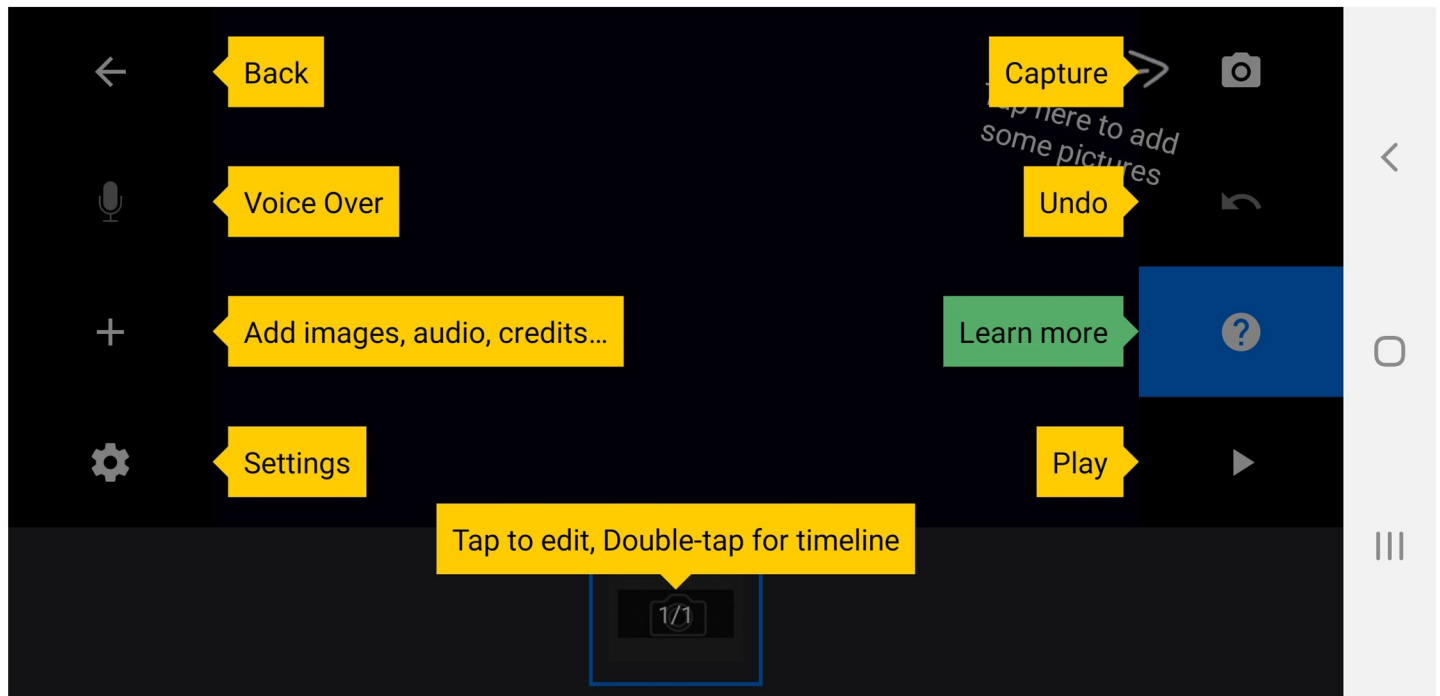 Back
Capture
Tap here to add
some pictures
Voice Over
Undo
Add images, audio, credits...
Learn more
?
Settings
Play
Tap to edit, Double-tap for timeline
1/1